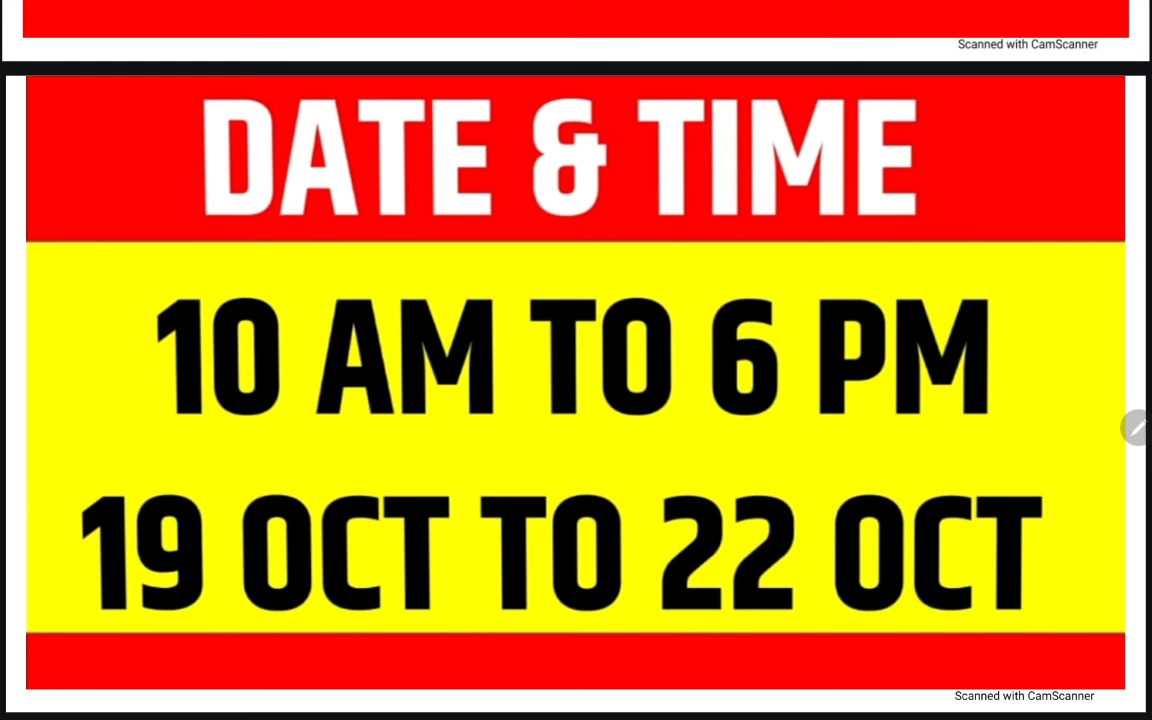 Scanned with CamScanner
DATE & TIME
10 AM TO 6 PM
19 OCT TO 22 OCT
Scanned with CamScanner